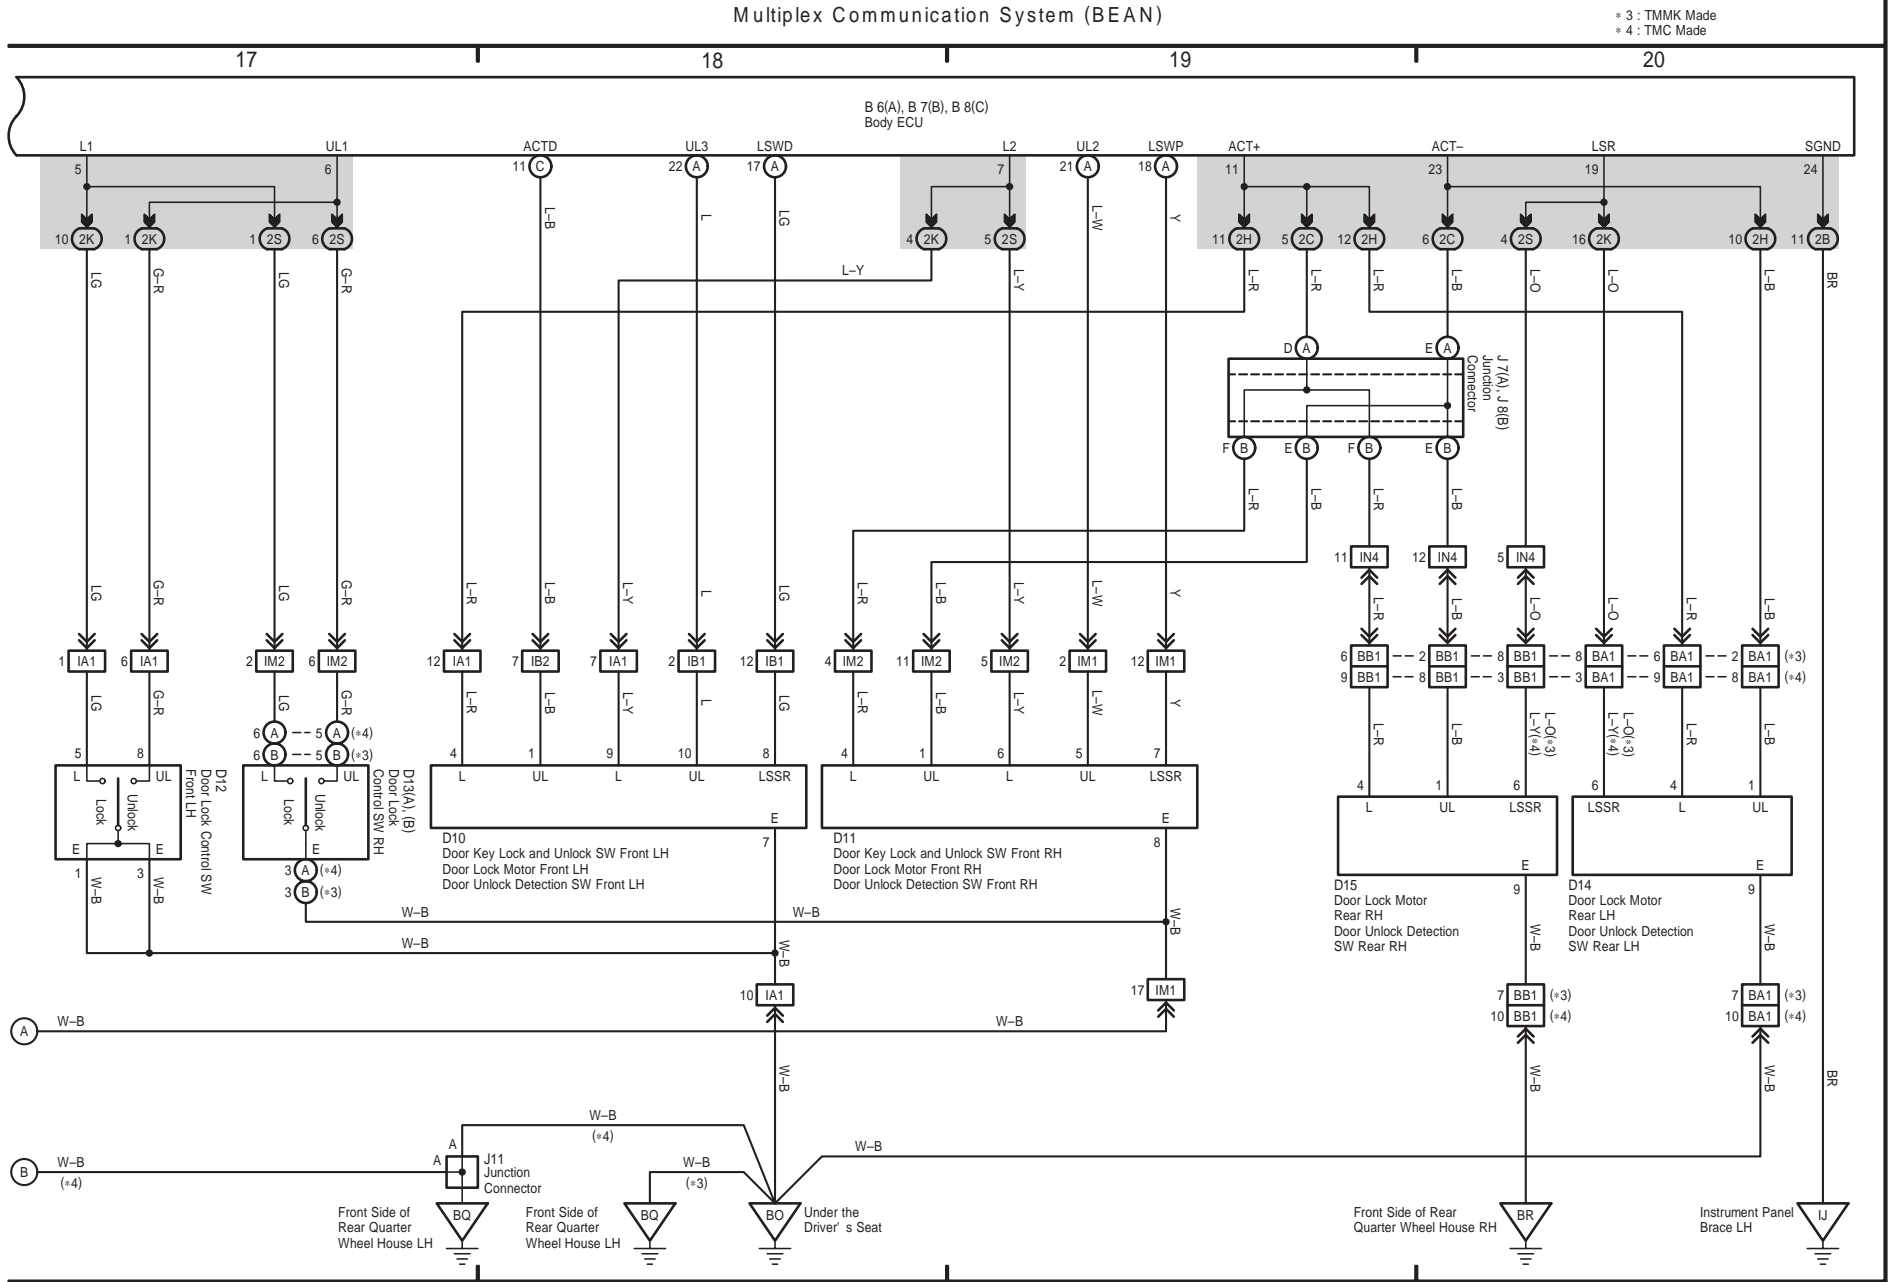 Multiplex Communication System (BEAN)
∗ 3 : TMMK Made
∗ 4 : TMC Made
17 18 19 20
B 6(A), B 7(B), B 8(C)
Body ECU
L1 UL1 ACTD UL3 LSWD L2 UL2 LSWP ACT+ ACT– LSR SGND
5 6 11 C 22 A 17 A 7 21 A 18 A 11 23 19 24
10 2K 1 2K 1 2S 6 2S 4 2K 5 2S 11 2H 5 2C 12 2H 6 2C 4 2S 16 2K 10 2H 11 2B
L–B L LG L–W Y
LG G–R LG G–R L–Y L–Y L–R L–R L–R L–B L–O L–O L–B BR
D A E A
J 7(A), J 8(B)
Junction
Connector
F B E B F B E B
L–R L–B L–R L–B
11 IN4 12 IN4 5 IN4
LG G–R LG G–R L–R L–B L–Y L LG L–R L–B L–Y L–W Y L–R L–B L–O L–O L–R L–B
1 IA1 6 IA1 2 IM2 6 IM2 12 IA1 7 IB2 7 IA1 2 IB1 12 IB1 4 IM2 11 IM2 5 IM2 2 IM1 12 IM1 6 BB1 2 BB1 8 BB1 8 BA1 6 BA1 2 BA1 (∗3)
9 BB1 8 BB1 3 BB1 3 BA1 9 BA1 8 BA1 (∗4)
LG G–R LG G–R L–R L–B L–Y L LG L–R L–B L–Y L–W Y L–R L–B L–O(∗3) L–O(∗3) L–R L–B
L–Y(∗4) L–Y(∗4)
6 A 5 A (∗4)
6 B 5 B (∗3)
5 8 4 1 9 10 8 4 1 6 5 7
L UL L UL L UL L UL LSSR L UL L UL LSSR
Lock Unlock Lock Unlock
4 1 6 6 4 1
L UL LSSR LSSR L UL
E E E E E
D12
Door Lock Control SW
Front LH
D13(A), (B)
Door Lock
Control SW RH
1 3 3 A (∗4)
3 B (∗3)
7 8
D10
Door Key Lock and Unlock SW Front LH
Door Lock Motor Front LH
Door Unlock Detection SW Front LH
D11
Door Key Lock and Unlock SW Front RH
Door Lock Motor Front RH
Door Unlock Detection SW Front RH
E E
9 9
D15
Door Lock Motor
Rear RH
Door Unlock Detection
SW Rear RH
D14
Door Lock Motor
Rear LH
Door Unlock Detection
SW Rear LH
W–B W–B
W–B W–B W–B
W–B W–B W–B W–B
10 IA1 17 IM1 7 BB1 (∗3) 7 BA1 (∗3)
10 BB1 (∗4) 10 BA1 (∗4)
A W–B W–B
W–B W–B W–B BR
W–B
(∗4)
B W–B
(∗4)
A
A
J11
Junction
Connector
W–B
(∗3)
W–B
Front Side of
Rear Quarter
Wheel House LH
BQ
Front Side of
Rear Quarter
Wheel House LH
BQ
BO
Under the
Driver' s Seat
Front Side of Rear
Quarter Wheel House RH
BR
Instrument Panel
Brace LH
IJ